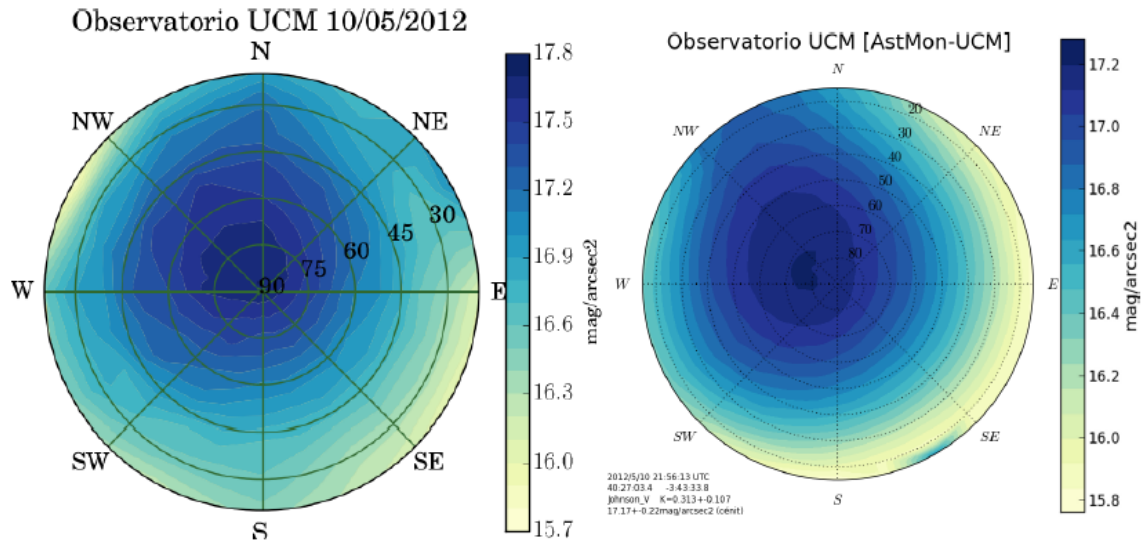 Observatorio UCM 10/05/2012
N
NW
NE
W
E
SW
SE
S
30
45
60
75
90
17.8
17.5
17.2
16.9
16.6
16.3
16.0
15.7
mag/arcsec2
Observatorio UCM [AstMon-UCM]
N
NW
NE
W
E
SW
SE
S
20
30
40
50
60
70
80
17.2
17.0
16.8
16.6
16.4
16.2
16.0
15.8
mag/arcsec2
2012/5/10 21:56:13 UTC
40:27:03.4 -3:43:33.8
Johnson_V K=0.313+-0.107
17.17+-0.22mag/arcsec2 (cénit)